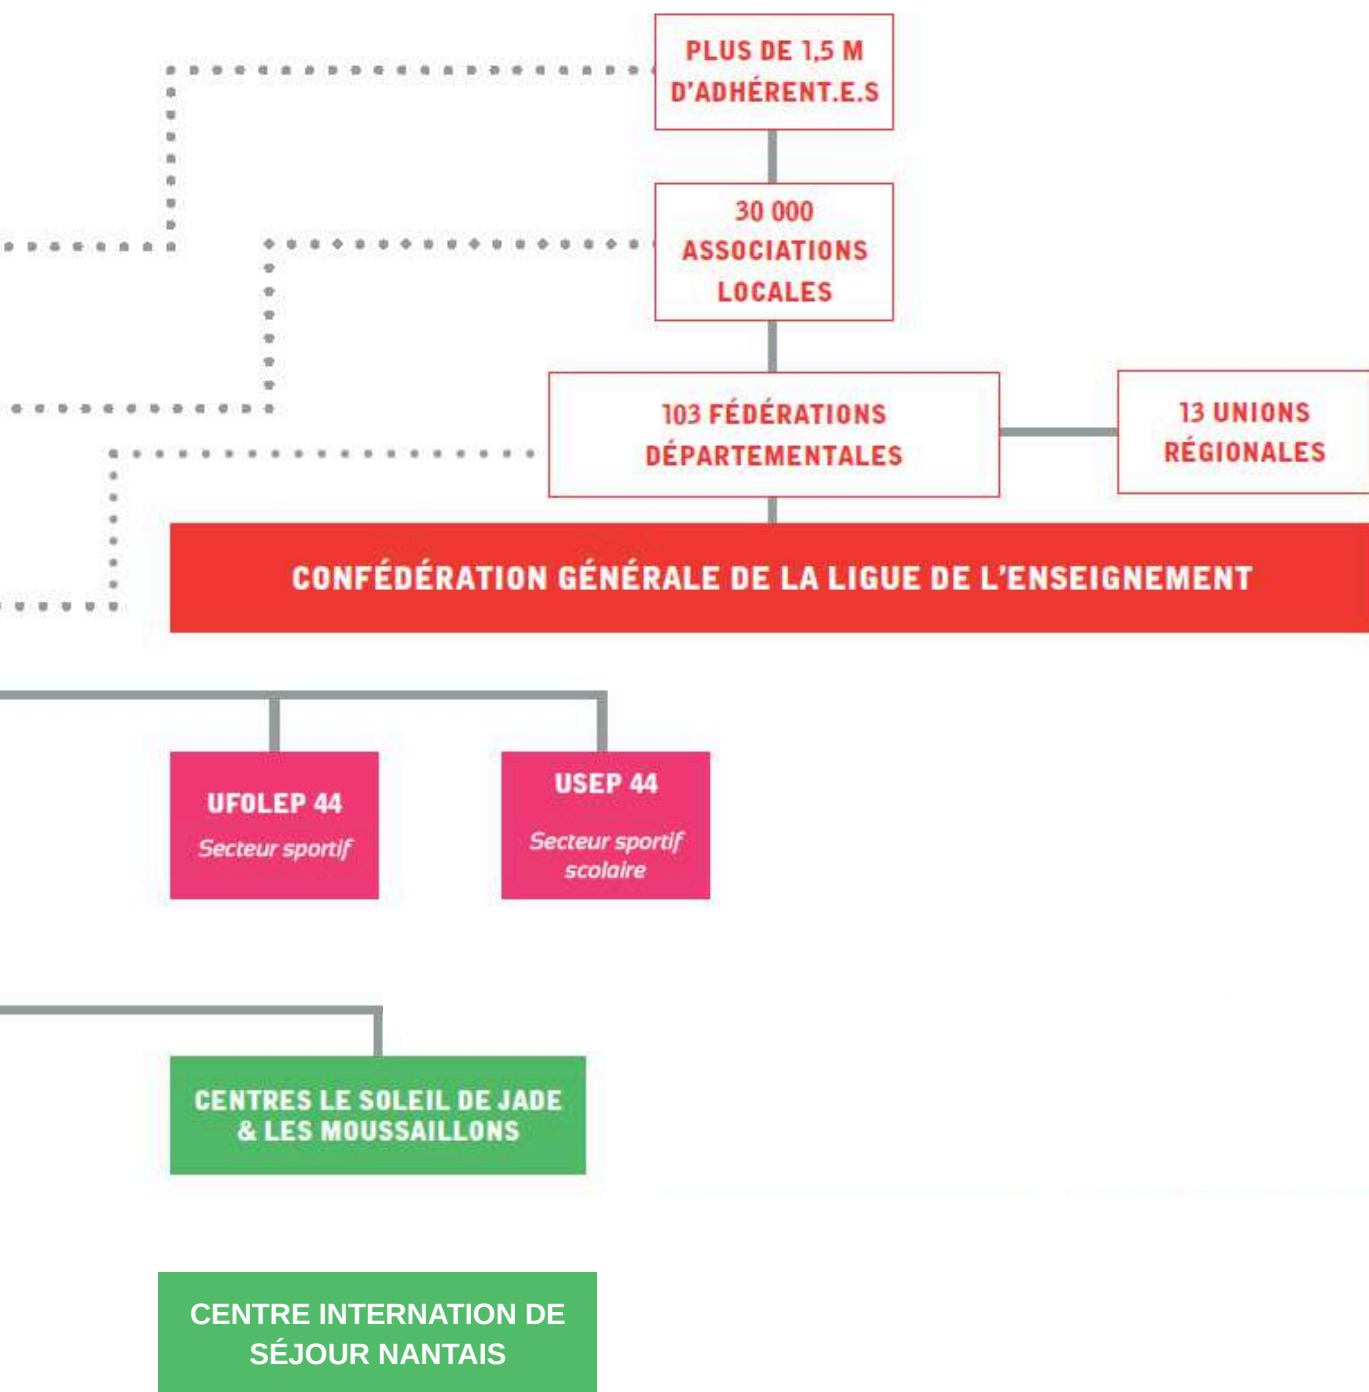 PLUS DE 1,5 M
D'ADHÉRENT.E.S
30 000
ASSOCIATIONS
LOCALES
103 FÉDÉRATIONS
DÉPARTEMENTALES
13 UNIONS
RÉGIONALES
CONFÉDÉRATION GÉNÉRALE DE LA LIGUE DE L'ENSEIGNEMENT
UFOLEP 44
Secteur sportif
USEP 44
Secteur sportif
scolaire
CENTRES LE SOLEIL DE JADE
& LES MOUSSAILLONS
CENTRE INTERNATION DE
SÉJOUR NANTAIS